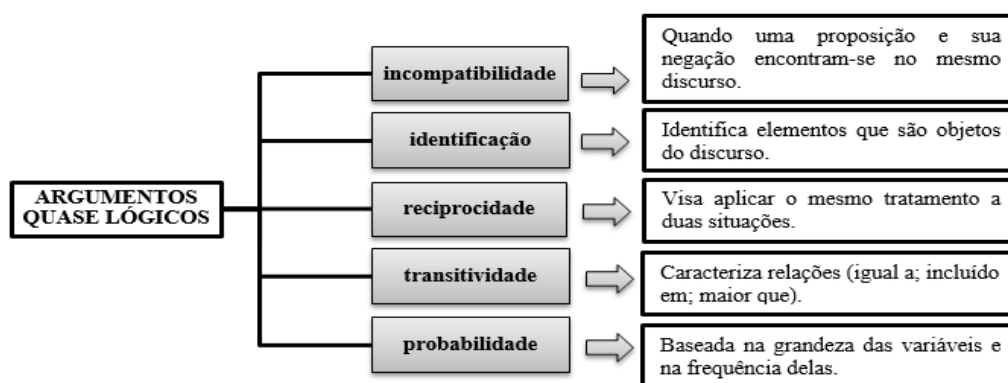 ARGUMENTOS
QUASE LÓGICOS
incompatibilidade
Quando uma proposição e sua
negação encontram-se no mesmo
discurso.
identificação
Identifica elementos que são objetos
do discurso.
reciprocidade
Visa aplicar o mesmo tratamento a
duas situações.
transitividade
Caracteriza relações (igual a; incluído
em; maior que).
probabilidade
Baseada na grandeza das variáveis e
na frequência delas.